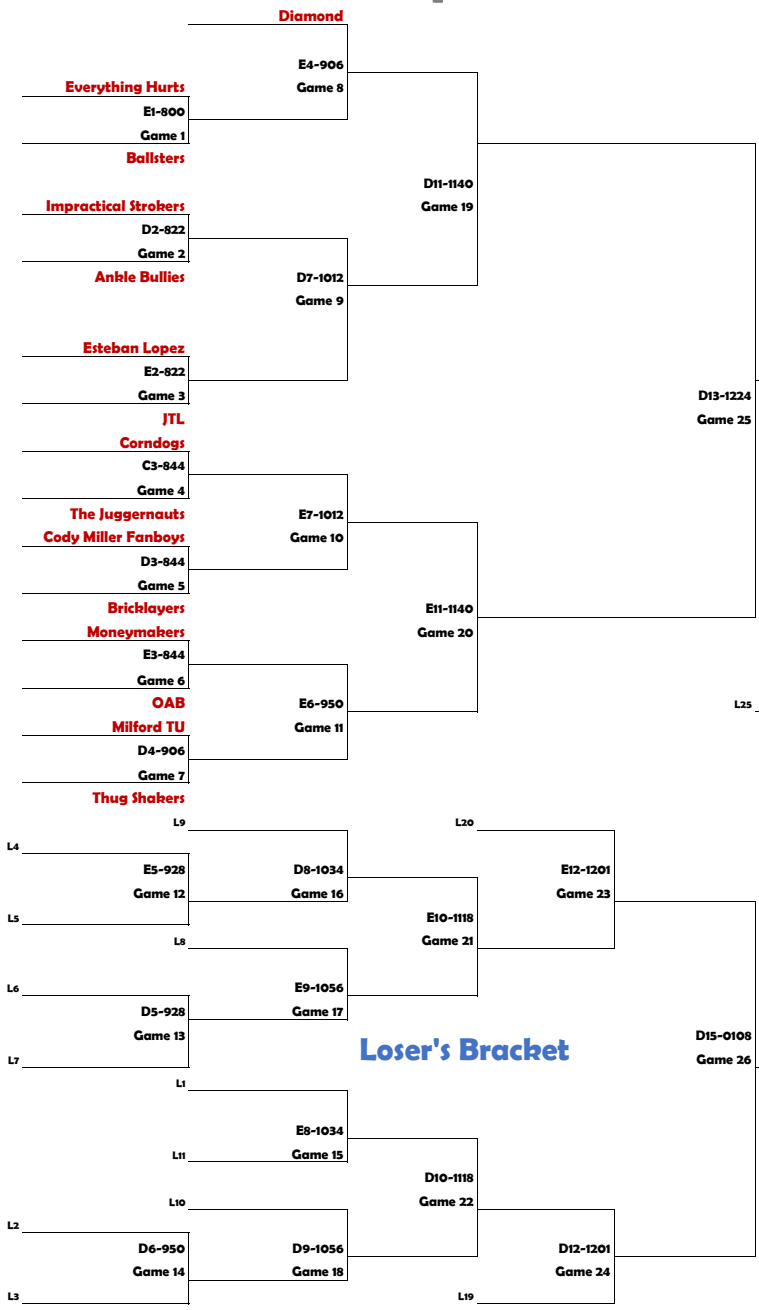 Diamond
E4-906
Game 8
Everything Hurts
E1-800
Game 1
Ballsters
D11-1140
Game 19
Impractical Strokers
D2-822
Game 2
Ankle Bullies
D7-1012
Game 9
Esteban Lopez
E2-822
Game 3
JTL
D13-1224
Game 25
Corndogs
C3-844
Game 4
The Juggernauts
E7-1012
Game 10
Cody Miller Fanboys
D3-844
Game 5
Bricklayers
E11-1140
Game 20
Moneymakers
E3-844
Game 6
OAB
E6-950
Game 11
L25
Milford TU
D4-906
Game 7
Thug Shakers
L9
L20
L4
E5-928
Game 12
D8-1034
Game 16
E12-1201
Game 23
L5
E10-1118
Game 21
L8
L6
E9-1056
Game 17
D5-928
Game 13
Loser's Bracket
D15-0108
Game 26
L7
L1
E8-1034
Game 15
L11
D10-1118
Game 22
L10
L2
D6-950
Game 14
D9-1056
Game 18
D12-1201
Game 24
L3
L19